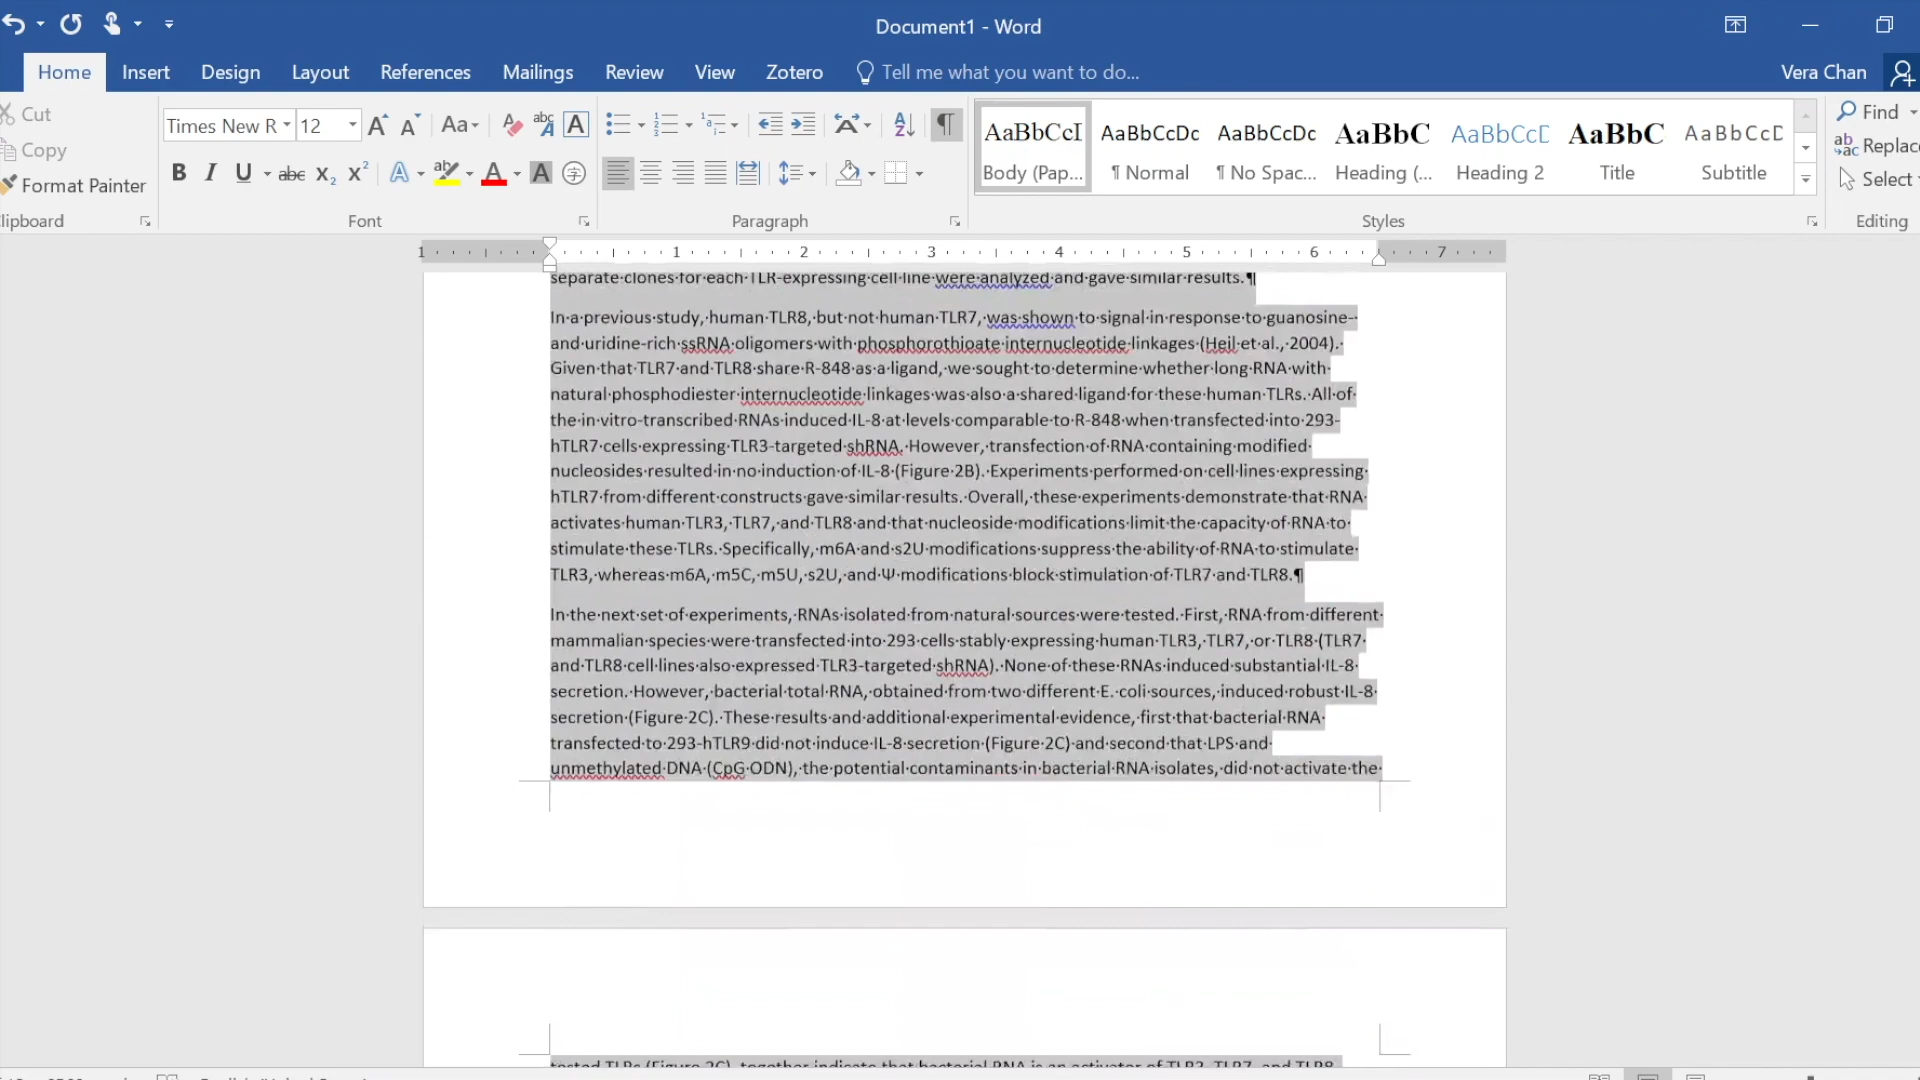 Document1 - Word
Home Insert Design Layout References Mailings Review View Zotero Tell me what you want to do... Vera Chan
Cut
Copy
Format Painter
Times New R 12
Aa
AaBbCcI AaBbCcDc AaBbCcDc AaBbC AaBbCcD AaBbC AaBbCcD
Body (Pap... ¶ Normal ¶ No Spac... Heading (... Heading 2 Title Subtitle
Find
Replac
Select
lipboard Font Paragraph Styles Editing
1 1 2 3 4 5 6 7
separate clones for each TLR-expressing cell line were analyzed and gave similar results.¶
In a previous study, human TLR8, but not human TLR7, was shown to signal in response to guanosine-
and uridine-rich ssRNA oligomers with phosphorothioate internucleotide linkages (Heil et al., 2004).
Given that TLR7 and TLR8 share R-848 as a ligand, we sought to determine whether long RNA with
natural phosphodiester internucleotide linkages was also a shared ligand for these human TLRs. All of
the in vitro-transcribed RNAs induced IL-8 at levels comparable to R-848 when transfected into 293-
hTLR7 cells expressing TLR3-targeted shRNA. However, transfection of RNA containing modified
nucleosides resulted in no induction of IL-8 (Figure 2B). Experiments performed on cell lines expressing
hTLR7 from different constructs gave similar results. Overall, these experiments demonstrate that RNA
activates human TLR3, TLR7, and TLR8 and that nucleoside modifications limit the capacity of RNA to
stimulate these TLRs. Specifically, m6A and s2U modifications suppress the ability of RNA to stimulate
TLR3, whereas m6A, m5C, m5U, s2U, and Ψ modifications block stimulation of TLR7 and TLR8.¶
In the next set of experiments, RNAs isolated from natural sources were tested. First, RNA from different
mammalian species were transfected into 293 cells stably expressing human TLR3, TLR7, or TLR8 (TLR7
and TLR8 cell lines also expressed TLR3-targeted shRNA). None of these RNAs induced substantial IL-8
secretion. However, bacterial total RNA, obtained from two different E. coli sources, induced robust IL-8
secretion (Figure 2C). These results and additional experimental evidence, first that bacterial RNA
transfected to 293-hTLR9 did not induce IL-8 secretion (Figure 2C) and second that LPS and
unmethylated DNA (CpG ODN), the potential contaminants in bacterial RNA isolates, did not activate the
tested TLRs (Figure 2C), together indicate that bacterial RNA is an activator of TLR3, TLR7, and TLR8